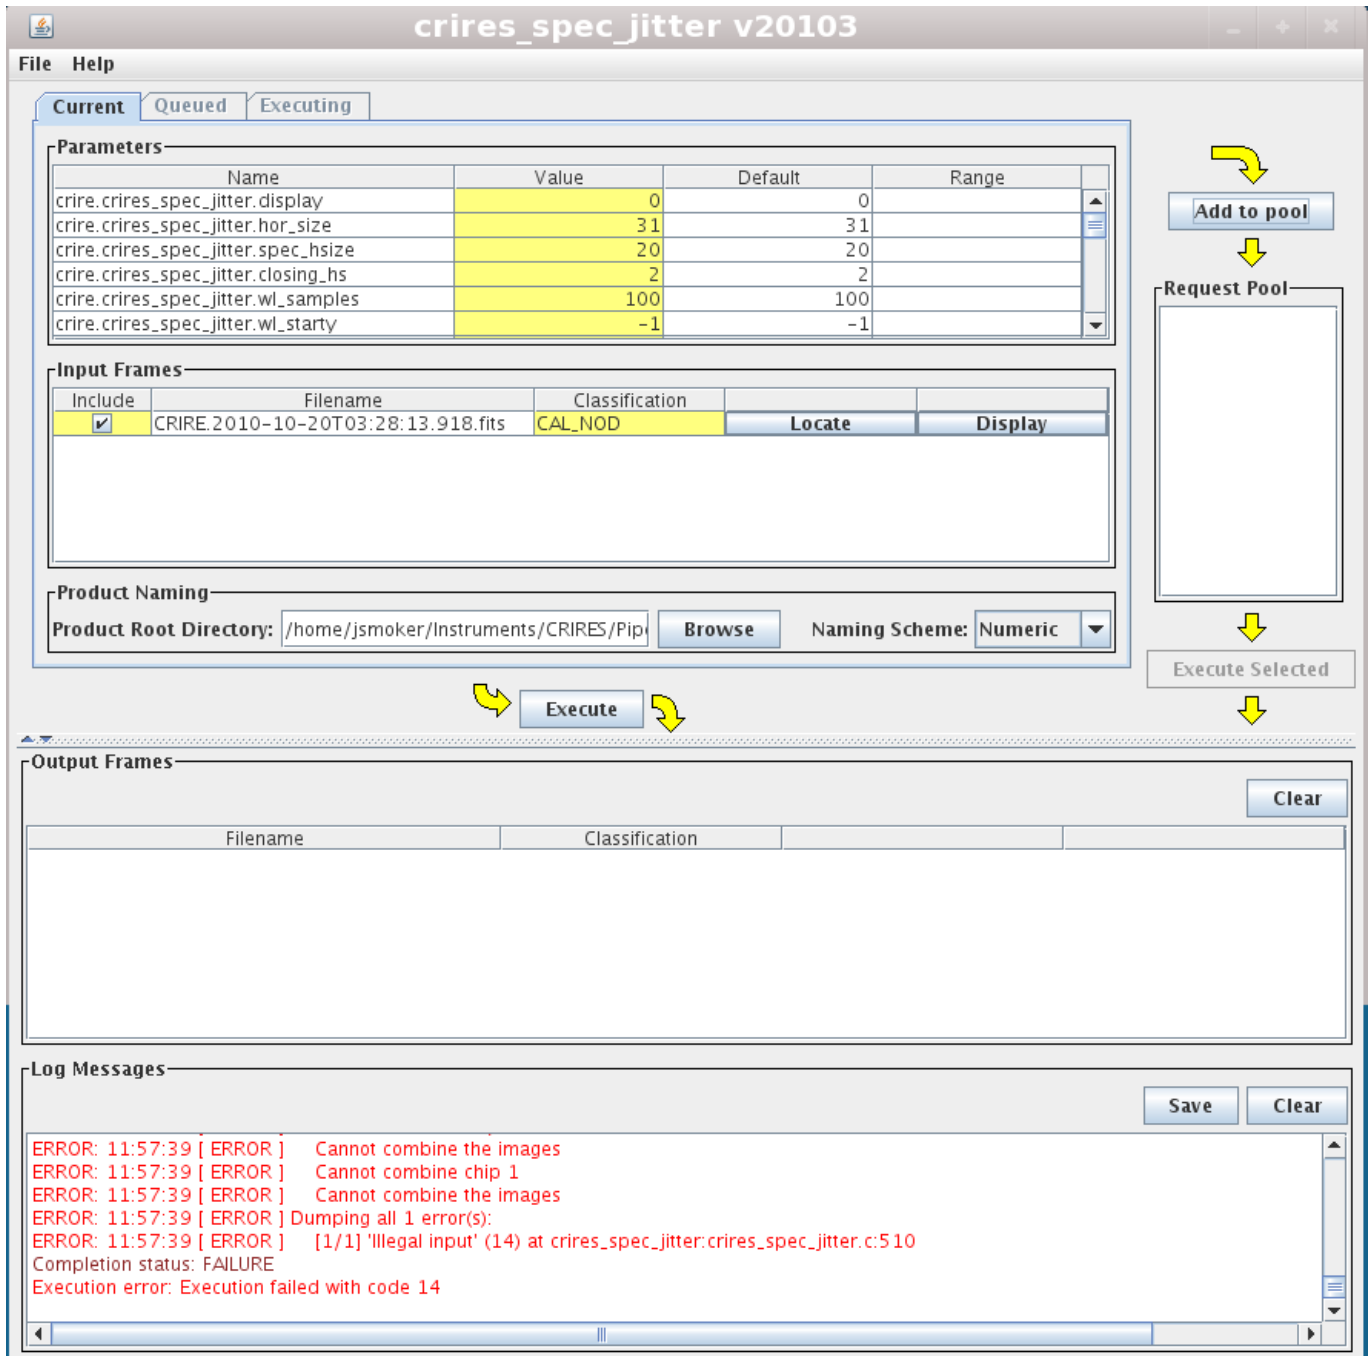 crires_spec_jitter v20103
File Help
Current Queued Executing
Parameters
Name Value Default Range
crire.crires_spec_jitter.display 0 0
crire.crires_spec_jitter.hor_size 31 31
crire.crires_spec_jitter.spec_hsize 20 20
crire.crires_spec_jitter.closing_hs 2 2
crire.crires_spec_jitter.wl_samples 100 100
crire.crires_spec_jitter.wl_starty -1 -1
Add to pool
Request Pool
Input Frames
Include Filename Classification
CRIRE.2010-10-20T03:28:13.918.fits CAL_NOD Locate Display
Product Naming
Product Root Directory: /home/jsmoker/Instruments/CRIRES/Pip Browse Naming Scheme: Numeric
Execute Selected
Execute
Output Frames
Clear
Filename Classification
Log Messages
Save Clear
ERROR: 11:57:39 [ ERROR ] Cannot combine the images
ERROR: 11:57:39 [ ERROR ] Cannot combine chip 1
ERROR: 11:57:39 [ ERROR ] Cannot combine the images
ERROR: 11:57:39 [ ERROR ] Dumping all 1 error(s):
ERROR: 11:57:39 [ ERROR ] [1/1] 'Illegal input' (14) at crires_spec_jitter:crires_spec_jitter.c:510
Completion status: FAILURE
Execution error: Execution failed with code 14